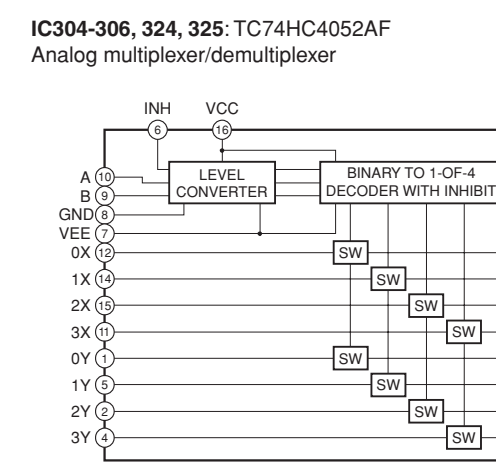 IC304-306, 324, 325: TC74HC4052AF
Analog multiplexer/demultiplexer
INH VCC
6 16
LEVEL CONVERTER
BINARY TO 1-OF-4 DECODER WITH INHIBIT
A 10
B 9
GND 8
VEE 7
0X 12 SW
1X 14 SW
2X 15 SW
3X 11 SW
0Y 1 SW
1Y 5 SW
2Y 2 SW
3Y 4 SW